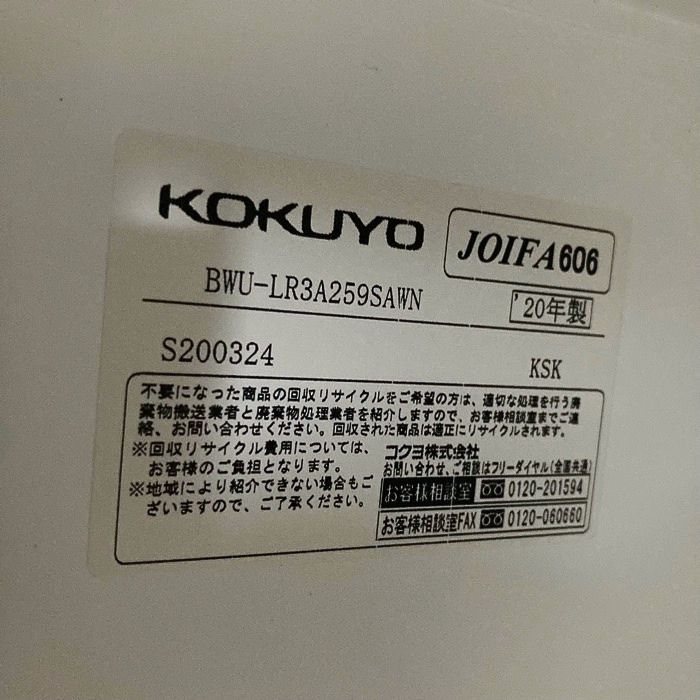 KOKUYO
JOIFA606
BWU-LR3A259SAWN
'20年製
S200324
KSK
不要になった商品の回収リサイクルをご希望の方は、適切な処理を行う廃
棄物搬送業者と廃棄物処理業者を紹介しますので、お客様相談室までご連
絡、お問い合わせください。回収された商品は適正にリサイクルされます。
※回収リサイクル費用については、
お客様のご負担となります。
※地域により紹介できない場合もご
ざいますので、ご了承ください。
コクヨ株式会社
お問い合わせ、ご相談はフリーダイヤル(全国共通)
お客様相談室 0120-201594
お客様相談室FAX 0120-060660